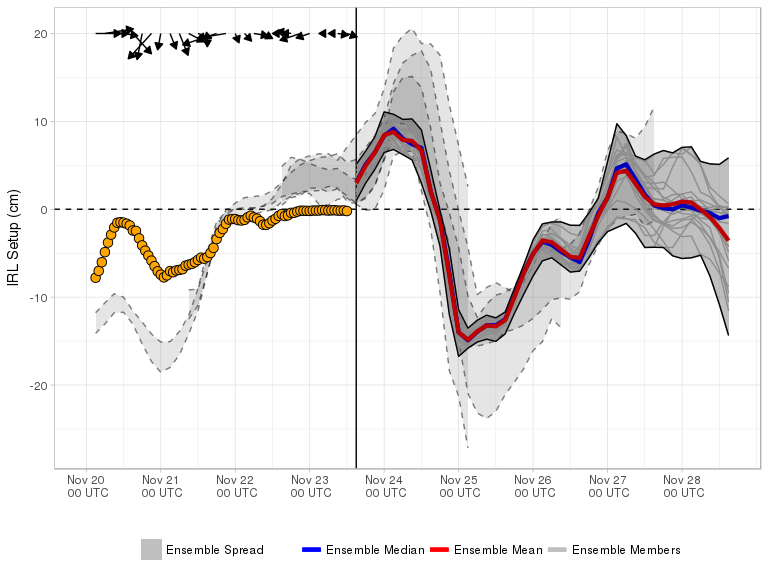 IRL Setup (cm)
20
10
0
-10
-20
Nov 20 Nov 21 Nov 22 Nov 23 Nov 24 Nov 25 Nov 26 Nov 27 Nov 28
00 UTC 00 UTC 00 UTC 00 UTC 00 UTC 00 UTC 00 UTC 00 UTC 00 UTC
Ensemble Spread Ensemble Median Ensemble Mean Ensemble Members